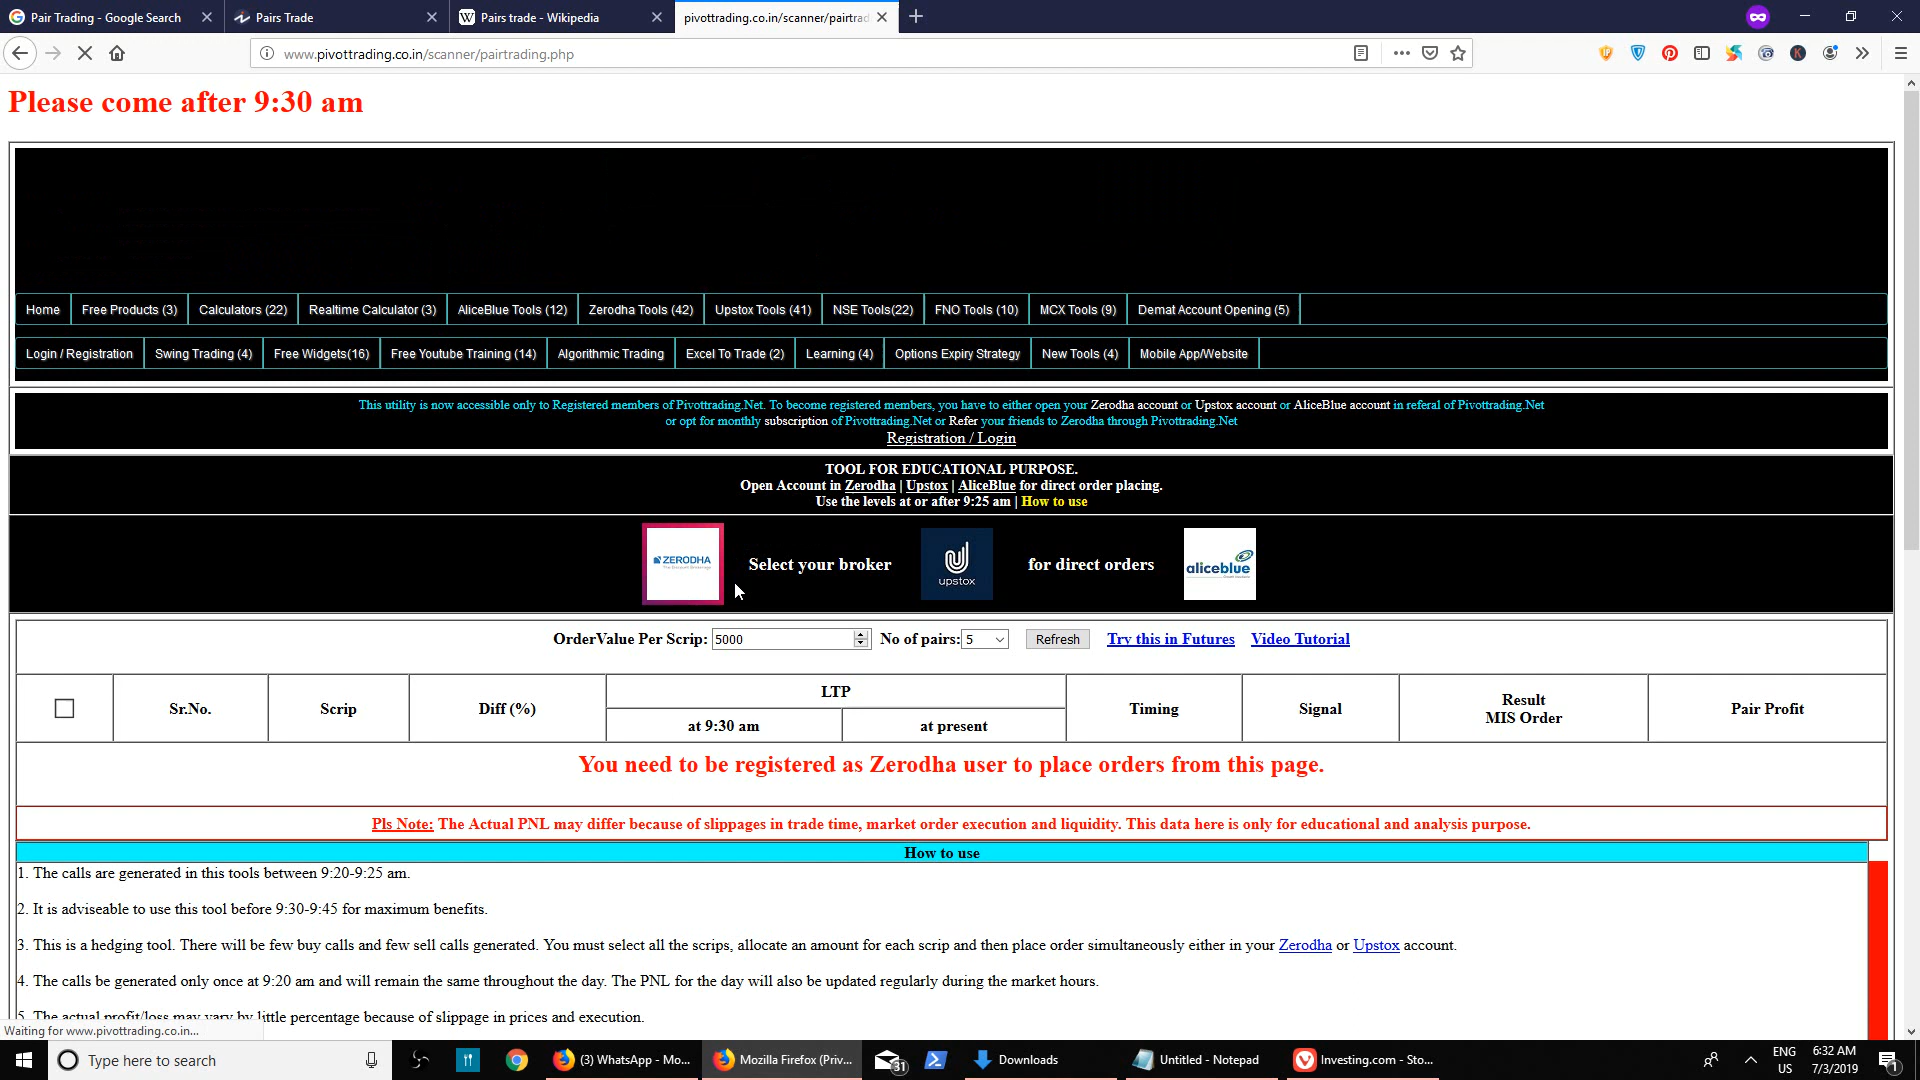 Pair Trading - Google Search
Pairs Trade
Pairs trade - Wikipedia
pivottrading.co.in/scanner/pairtrad
www.pivottrading.co.in/scanner/pairtrading.php
Please come after 9:30 am
Home
Free Products (3)
Calculators (22)
Realtime Calculator (3)
AliceBlue Tools (12)
Zerodha Tools (42)
Upstox Tools (41)
NSE Tools(22)
FNO Tools (10)
MCX Tools (9)
Demat Account Opening (5)
Login / Registration
Swing Trading (4)
Free Widgets(16)
Free Youtube Training (14)
Algorithmic Trading
Excel To Trade (2)
Learning (4)
Options Expiry Strategy
New Tools (4)
Mobile App/Website
This utility is now accessible only to Registered members of Pivottrading.Net. To become registered members, you have to either open your Zerodha account or Upstox account or AliceBlue account in referal of Pivottrading.Net
or opt for monthly subscription of Pivottrading.Net or Refer your friends to Zerodha through Pivottrading.Net
Registration / Login
TOOL FOR EDUCATIONAL PURPOSE.
Open Account in Zerodha | Upstox | AliceBlue for direct order placing.
Use the levels at or after 9:25 am | How to use
ZERODHA
Select your broker
upstox
for direct orders
aliceblue
OrderValue Per Scrip: 5000
No of pairs: 5
Refresh
Try this in Futures
Video Tutorial
Sr.No.
Scrip
Diff (%)
LTP
at 9:30 am
at present
Timing
Signal
Result
MIS Order
Pair Profit
You need to be registered as Zerodha user to place orders from this page.
Pls Note: The Actual PNL may differ because of slippages in trade time, market order execution and liquidity. This data here is only for educational and analysis purpose.
How to use
1. The calls are generated in this tools between 9:20-9:25 am.
2. It is adviseable to use this tool before 9:30-9:45 for maximum benefits.
3. This is a hedging tool. There will be few buy calls and few sell calls generated. You must select all the scrips, allocate an amount for each scrip and then place order simultaneously either in your Zerodha or Upstox account.
4. The calls be generated only once at 9:20 am and will remain the same throughout the day. The PNL for the day will also be updated regularly during the market hours.
5. The actual profit/loss may vary by little percentage because of slippage in prices and execution.
Waiting for www.pivottrading.co.in...
Type here to search
(3) WhatsApp - Mo...
Mozilla Firefox (Priv...
31
Downloads
Untitled - Notepad
Investing.com - Sto...
ENG
US
6:32 AM
7/3/2019
1